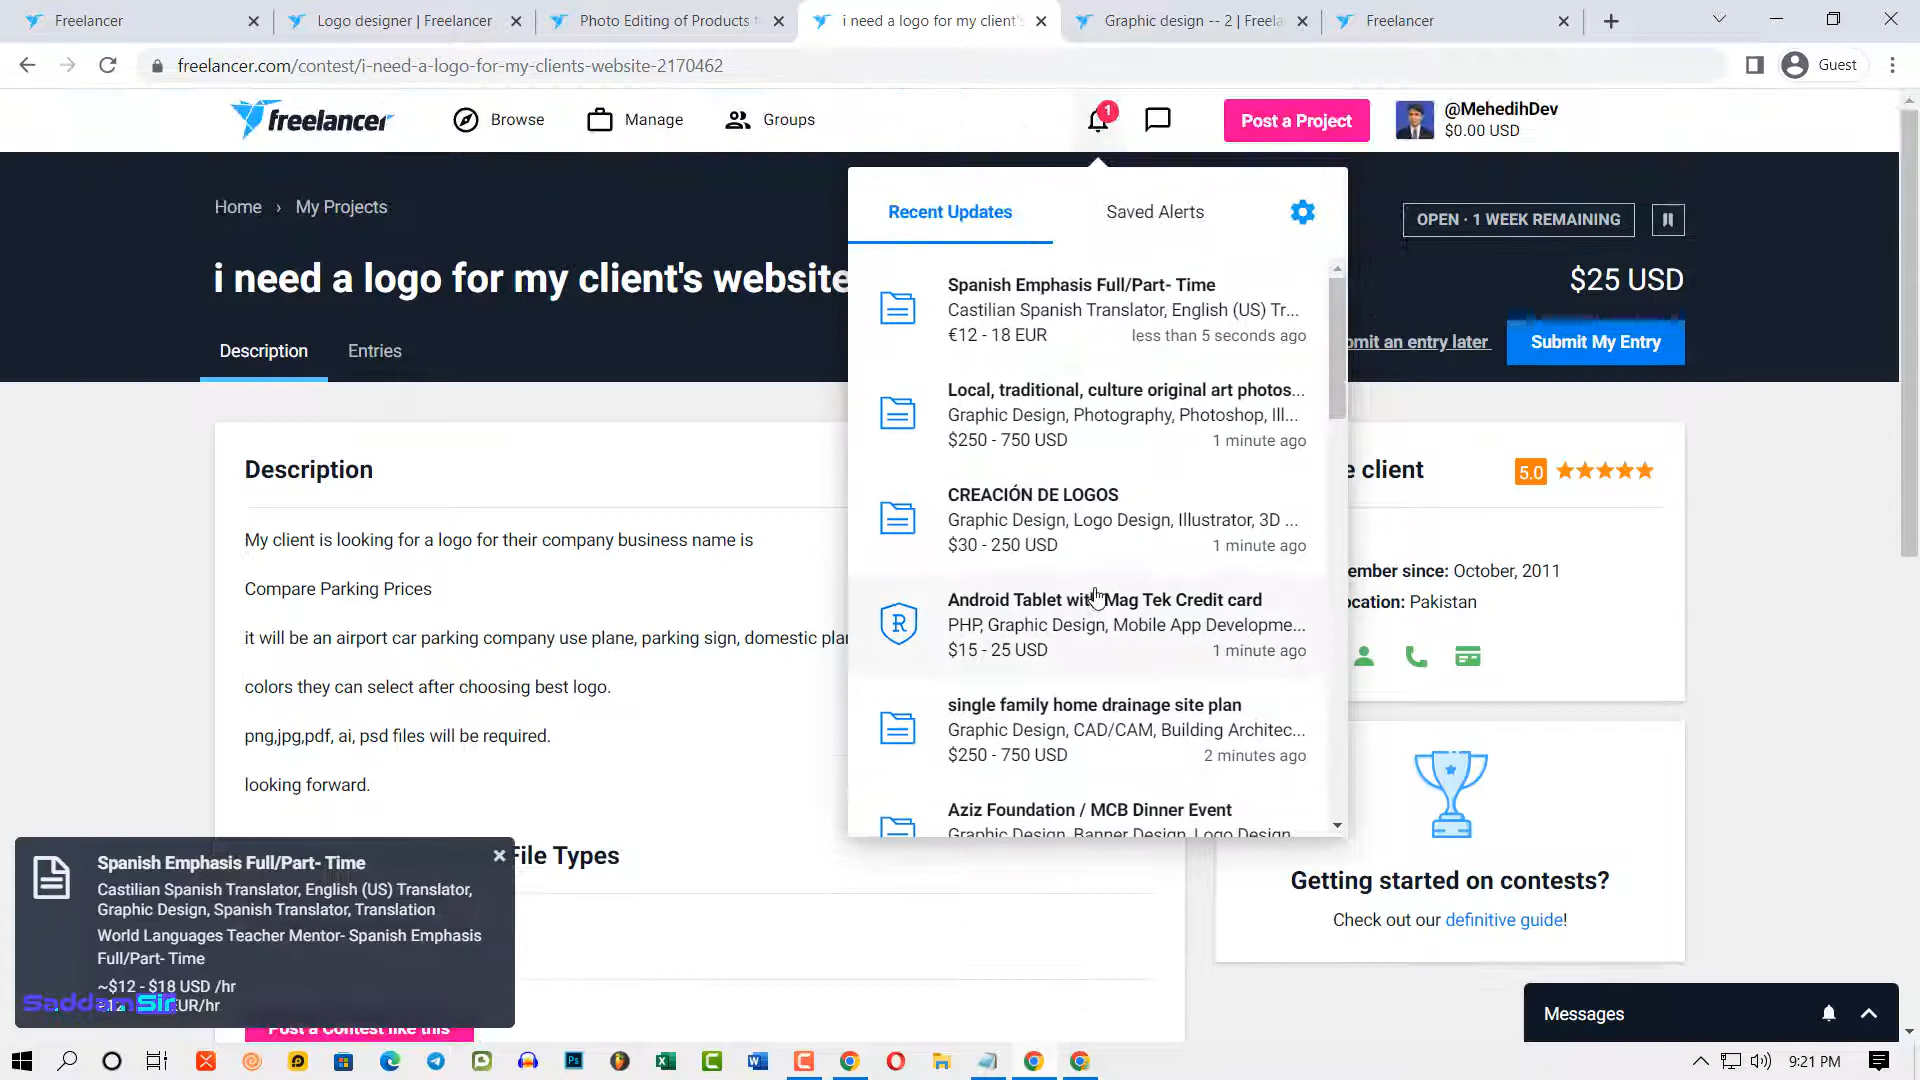 Freelancer
Logo designer | Freelancer
Photo Editing of Products
i need a logo for my client's
Graphic design -- 2 | Freela
Freelancer
freelancer.com/contest/i-need-a-logo-for-my-clients-website-2170462
Guest
freelancer
Browse
Manage
Groups
1
Post a Project
@MehedihDev
$0.00 USD
Home › My Projects
Recent Updates
Saved Alerts
OPEN · 1 WEEK REMAINING
i need a logo for my client's website
$25 USD
Description
Entries
bmit an entry later
Submit My Entry
Spanish Emphasis Full/Part- Time
Castilian Spanish Translator, English (US) Tr...
€12 - 18 EUR
less than 5 seconds ago
Local, traditional, culture original art photos...
Graphic Design, Photography, Photoshop, Ill...
$250 - 750 USD
1 minute ago
CREACIÓN DE LOGOS
Graphic Design, Logo Design, Illustrator, 3D ...
$30 - 250 USD
1 minute ago
Android Tablet with Mag Tek Credit card
R
PHP, Graphic Design, Mobile App Developme...
$15 - 25 USD
1 minute ago
single family home drainage site plan
Graphic Design, CAD/CAM, Building Architec...
$250 - 750 USD
2 minutes ago
Aziz Foundation / MCB Dinner Event
Graphic Design, Banner Design, Logo Design
Description
My client is looking for a logo for their company business name is
Compare Parking Prices
it will be an airport car parking company use plane, parking sign, domestic plan
colors they can select after choosing best logo.
png,jpg,pdf, ai, psd files will be required.
looking forward.
File Types
Post a Contest like this
e client
5.0
ember since: October, 2011
ocation: Pakistan
Getting started on contests?
Check out our definitive guide!
Spanish Emphasis Full/Part- Time
Castilian Spanish Translator, English (US) Translator,
Graphic Design, Spanish Translator, Translation
World Languages Teacher Mentor- Spanish Emphasis
Full/Part- Time
~$12 - $18 USD /hr
EUR/hr
SaddamSir
Messages
9:21 PM